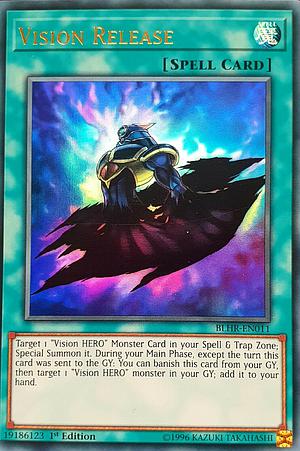 Vision Release
SPELL
[Spell Card]
BLHR-EN011
Target 1 "Vision HERO" Monster Card in your Spell & Trap Zone;
Special Summon it. During your Main Phase, except the turn this
card was sent to the GY: You can banish this card from your GY,
then target 1 "Vision HERO" monster in your GY; add it to your
hand.
19186123 1st Edition ©1996 KAZUKI TAKAHASHI